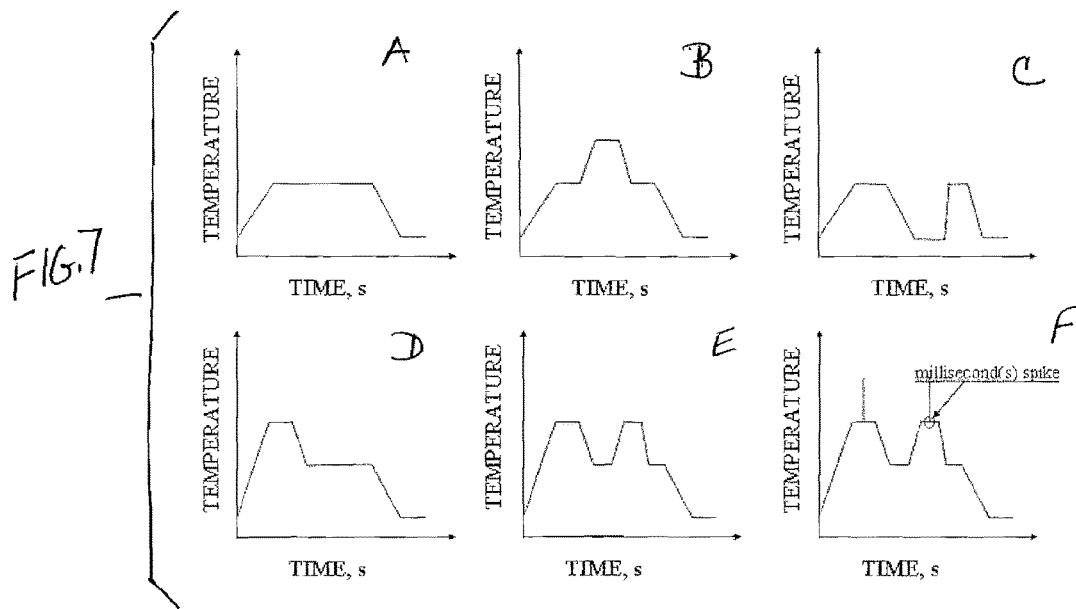 FIG.7
A
TEMPERATURE
TIME, s
B
TEMPERATURE
TIME, s
C
TEMPERATURE
TIME, s
D
TEMPERATURE
TIME, s
E
TEMPERATURE
TIME, s
F
millisecond(s) spike
TEMPERATURE
TIME, s